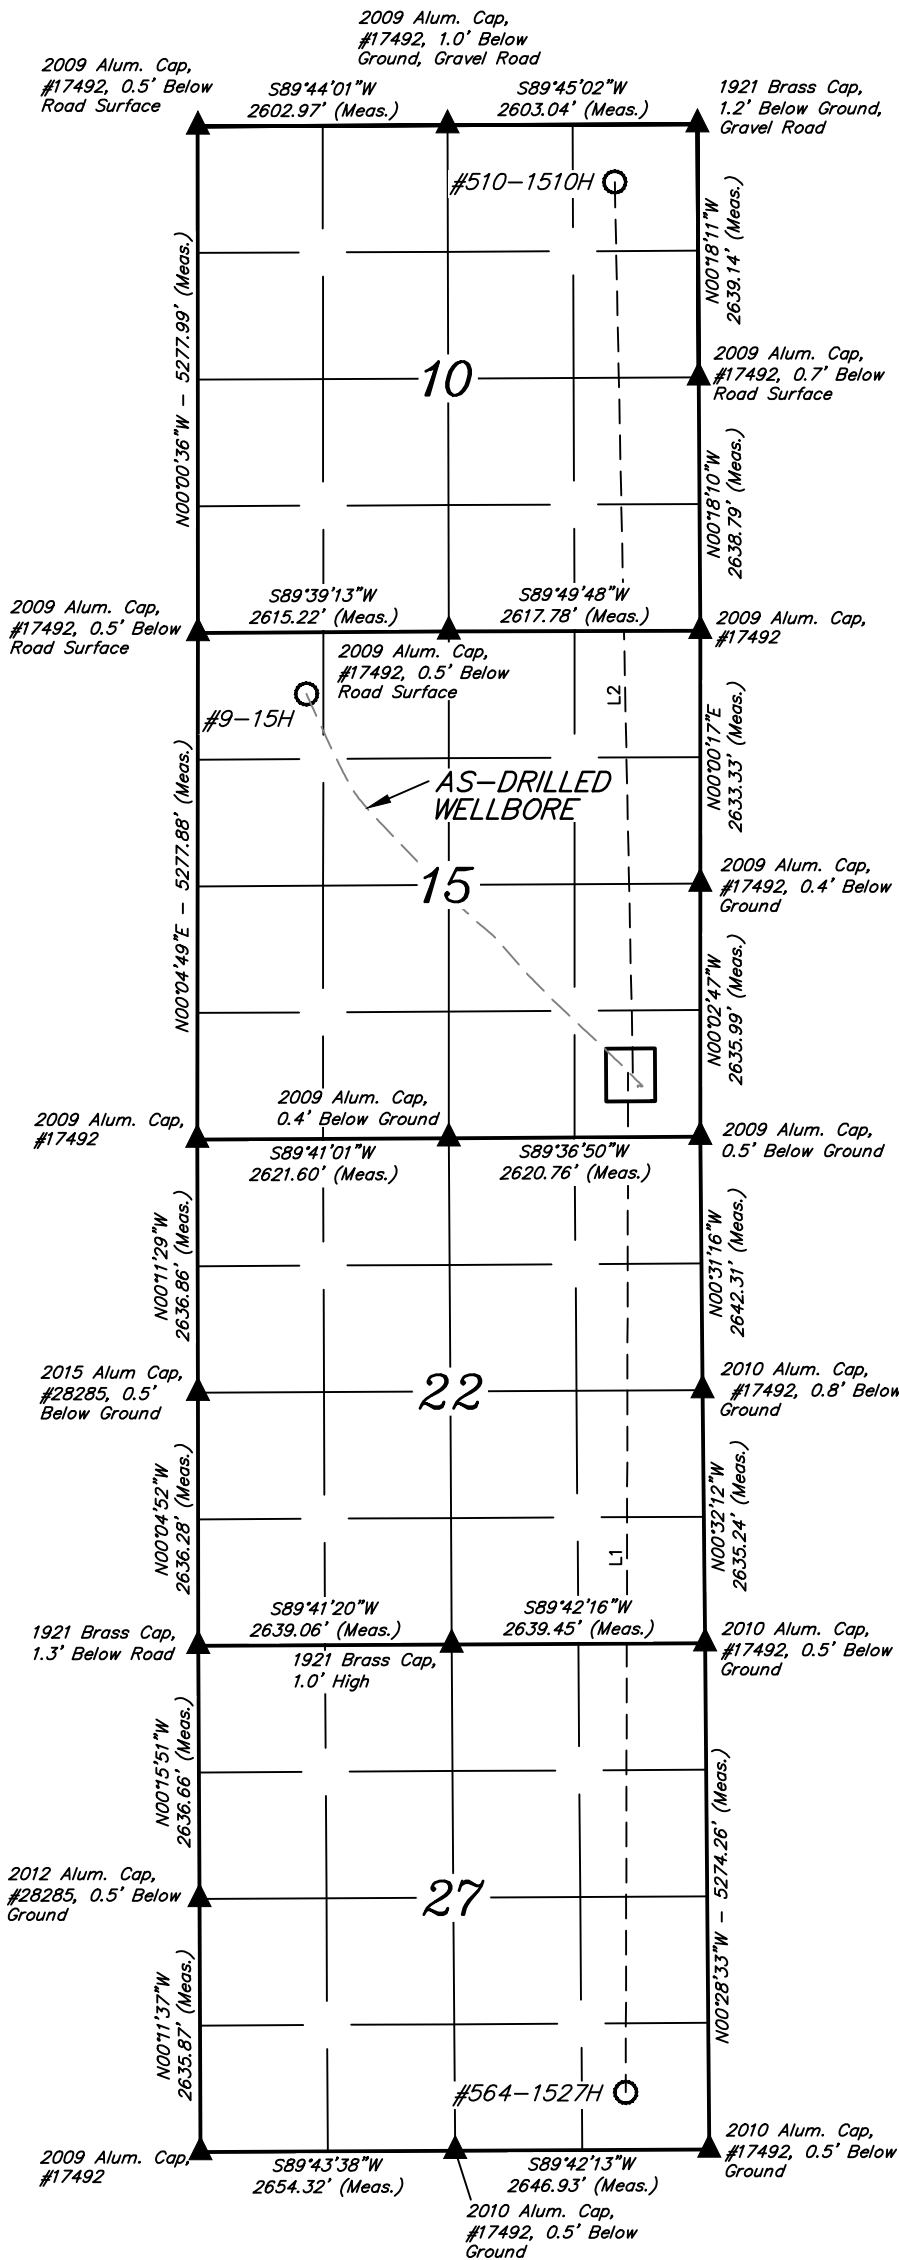 2009 Alum. Cap,
#17492, 1.0' Below
Ground, Gravel Road
2009 Alum. Cap,
#17492, 0.5' Below
Road Surface
S89°44'01"W
2602.97' (Meas.)
S89°45'02"W
2603.04' (Meas.)
1921 Brass Cap,
1.2' Below Ground,
Gravel Road
#510-1510H
N00°18'11"W
2639.14' (Meas.)
N00°00'36"W - 5277.99' (Meas.)
10
2009 Alum. Cap,
#17492, 0.7' Below
Road Surface
N00°18'10"W
2638.79' (Meas.)
2009 Alum. Cap,
#17492, 0.5' Below
Road Surface
S89°39'13"W
2615.22' (Meas.)
S89°49'48"W
2617.78' (Meas.)
2009 Alum. Cap,
#17492
2009 Alum. Cap,
#17492, 0.5' Below
Road Surface
L2
#9-15H
N00°00'17"E
2633.33' (Meas.)
AS-DRILLED
WELLBORE
N00°04'49"E - 5277.88' (Meas.)
15
2009 Alum. Cap,
#17492, 0.4' Below
Ground
N00°02'47"W
2635.99' (Meas.)
2009 Alum. Cap,
0.4' Below Ground
2009 Alum. Cap,
#17492
2009 Alum. Cap,
0.5' Below Ground
S89°41'01"W
2621.60' (Meas.)
S89°36'50"W
2620.76' (Meas.)
N00°11'29"W
2636.86' (Meas.)
N00°31'16"W
2642.31' (Meas.)
2015 Alum Cap,
#28285, 0.5'
Below Ground
22
2010 Alum. Cap,
#17492, 0.8' Below
Ground
N00°04'52"W
2636.28' (Meas.)
N00°32'12"W
2635.24' (Meas.)
L1
S89°41'20"W
2639.06' (Meas.)
S89°42'16"W
2639.45' (Meas.)
1921 Brass Cap,
1.3' Below Road
2010 Alum. Cap,
#17492, 0.5' Below
Ground
1921 Brass Cap,
1.0' High
N00°15'51"W
2636.66' (Meas.)
N00°28'33"W - 5274.26' (Meas.)
2012 Alum. Cap,
#28285, 0.5' Below
Ground
27
N00°11'37"W
2635.87' (Meas.)
#564-1527H
2009 Alum. Cap,
#17492
S89°43'38"W
2654.32' (Meas.)
S89°42'13"W
2646.93' (Meas.)
2010 Alum. Cap,
#17492, 0.5' Below
Ground
2010 Alum. Cap,
#17492, 0.5' Below
Ground